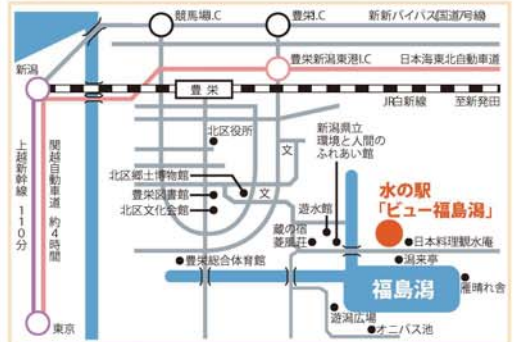 競馬場I.C
豊栄I.C
新新バイパス(国道7号線)
豊栄新潟東港I.C
日本海東北自動車道
新潟
豊栄
JR白新線
至新発田
上越新幹線 110分
関越自動車道 約4時間
東京
北区役所
新潟県立
環境と人間の
ふれあい館
文
文
北区郷土博物館
豊栄図書館
北区文化会館
遊水館
蔵の宿
菱風荘
水の駅
「ビュー福島潟」
日本料理観水庵
潟来亭
豊栄総合体育館
福島潟
雁晴れ舎
遊潟広場
オニバス池